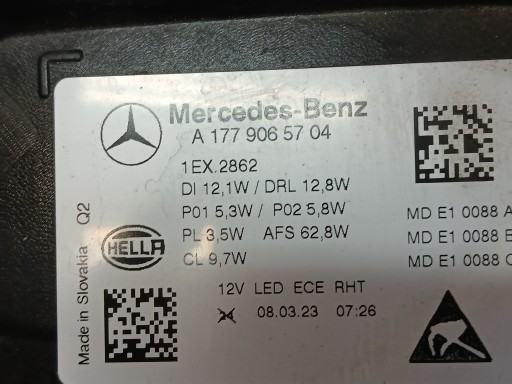 Mercedes-Benz
A 177 906 57 04
1EX.2862
DI 12,1W / DRL 12,8W
P01 5,3W / P02 5,8W
PL 3,5W AFS 62,8W
CL 9,7W
MD E1 0088 A
MD E1 0088 B
MD E1 0088 C
HELLA
12V LED ECE RHT
08.03.23 07:26
Made in Slovakia Q2